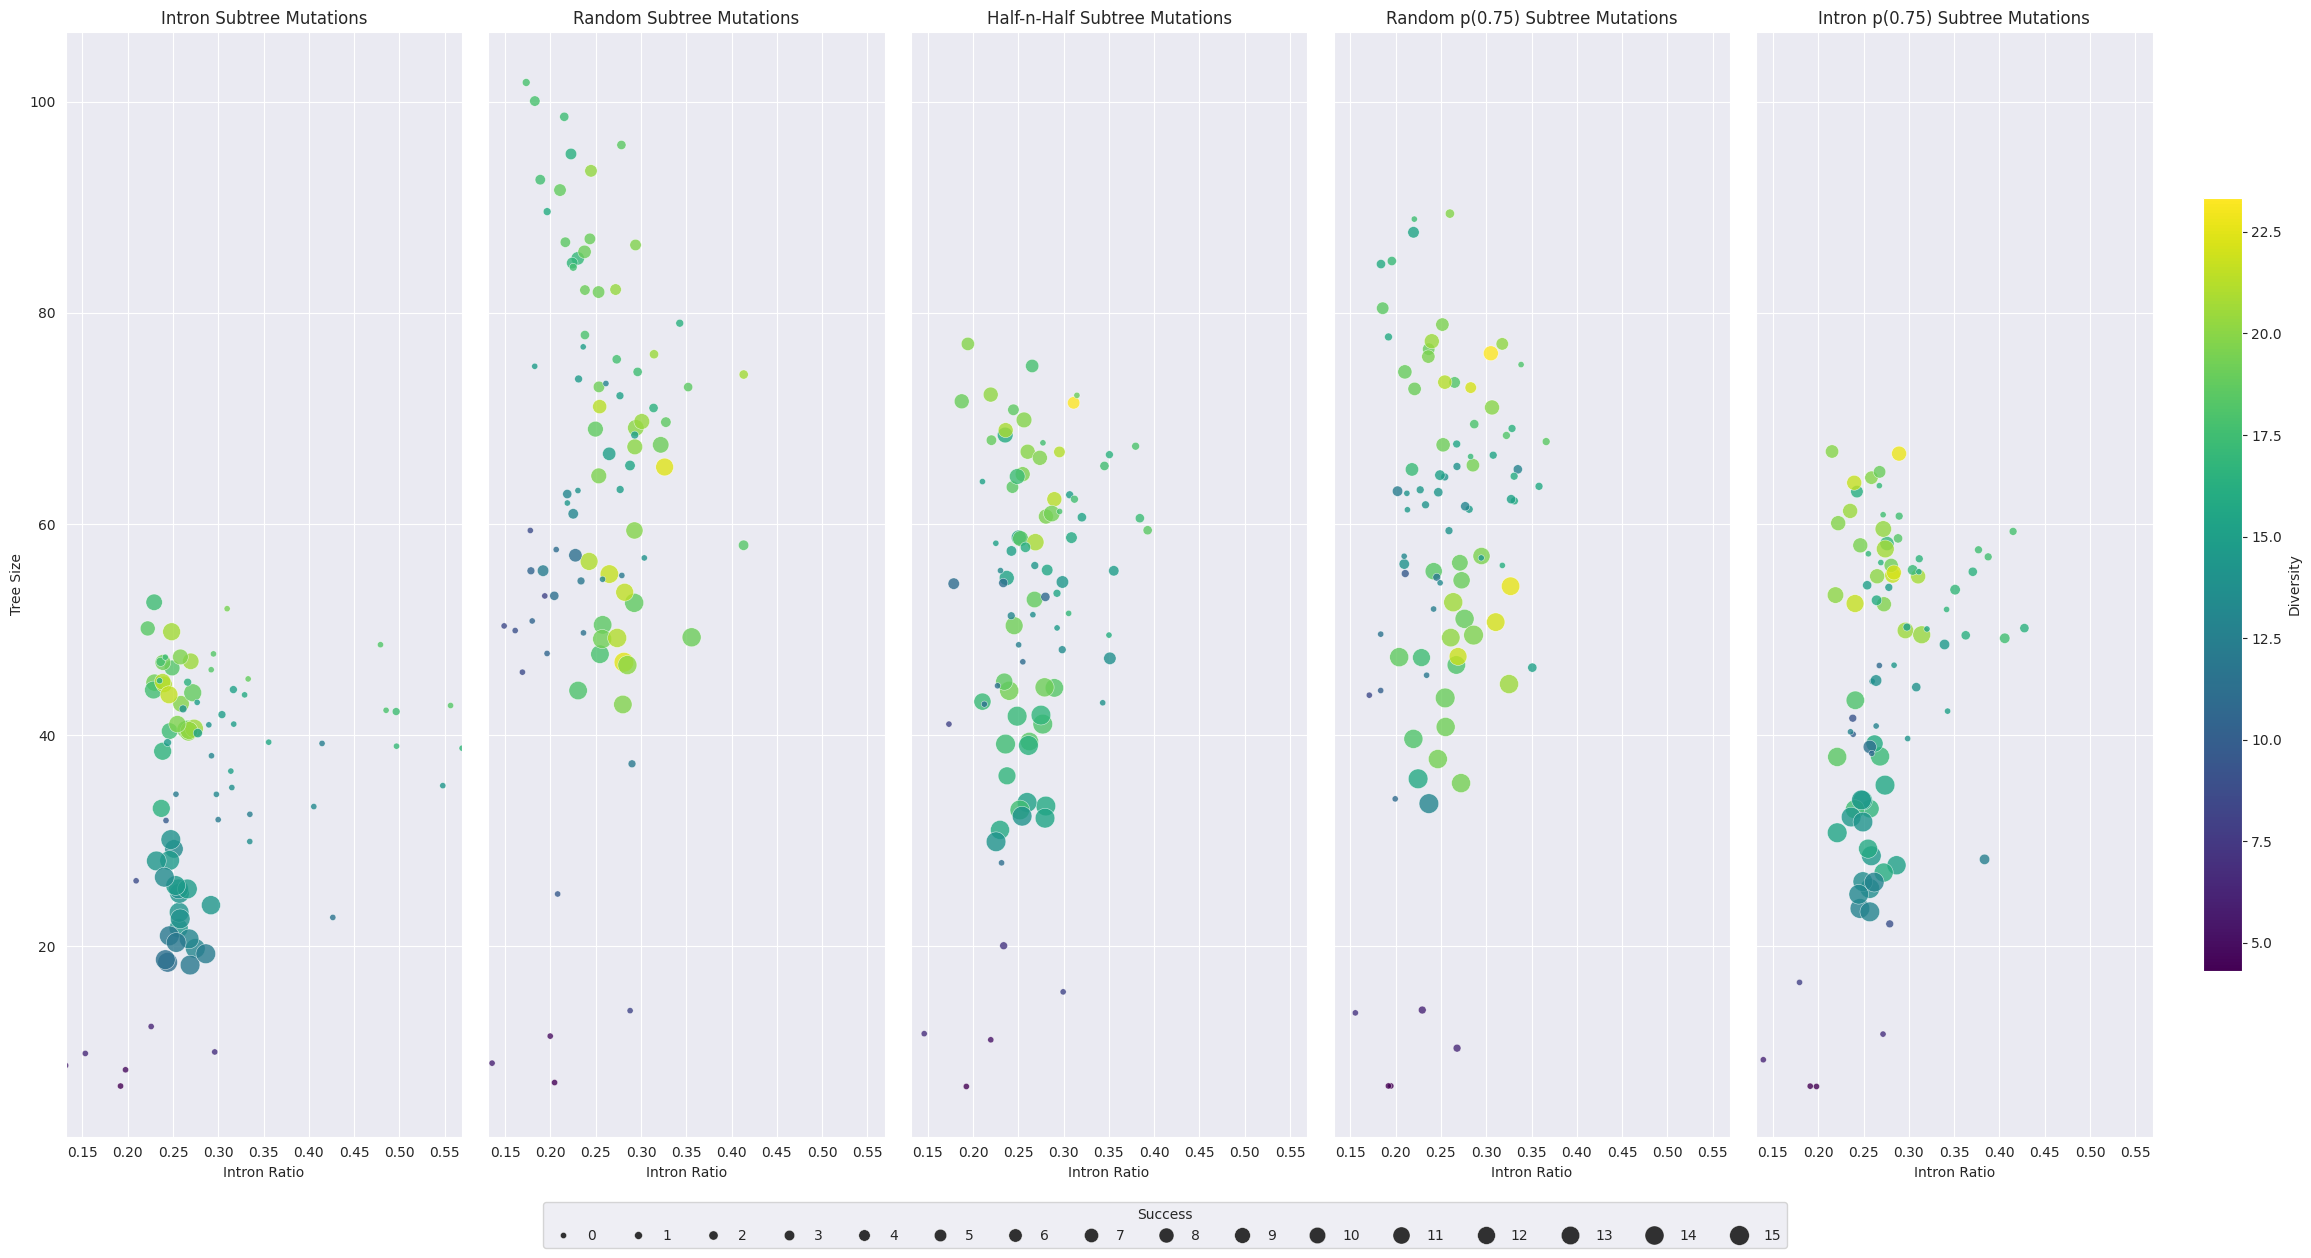 Intron Subtree Mutations
Random Subtree Mutations
Half-n-Half Subtree Mutations
Random p(0.75) Subtree Mutations
Intron p(0.75) Subtree Mutations
Tree Size
100
80
60
40
20
0.15 0.20 0.25 0.30 0.35 0.40 0.45 0.50 0.55
Intron Ratio
0.15 0.20 0.25 0.30 0.35 0.40 0.45 0.50 0.55
Intron Ratio
0.15 0.20 0.25 0.30 0.35 0.40 0.45 0.50 0.55
Intron Ratio
0.15 0.20 0.25 0.30 0.35 0.40 0.45 0.50 0.55
Intron Ratio
0.15 0.20 0.25 0.30 0.35 0.40 0.45 0.50 0.55
Intron Ratio
22.5
20.0
17.5
15.0
12.5
10.0
7.5
5.0
Diversity
Success
0 1 2 3 4 5 6 7 8 9 10 11 12 13 14 15